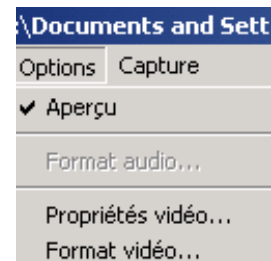 :\Documents and Sett
Options Capture
✔ Aperçu
Format audio...
Propriétés vidéo...
Format vidéo...